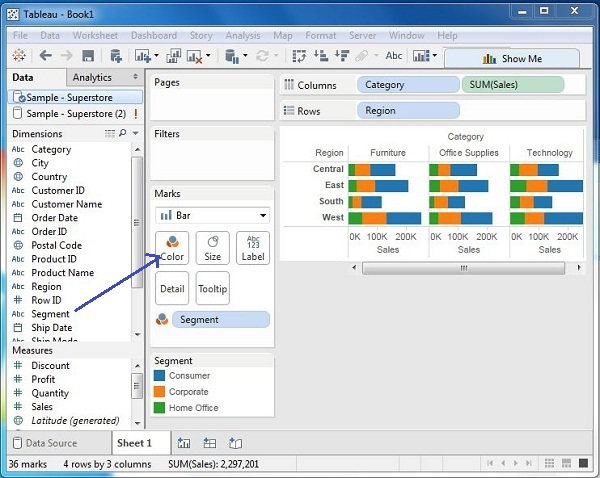 Tableau - Book1
File Data Worksheet Dashboard Story Analysis Map Format Server Window Help
Abc Show Me
Data Analytics
Sample - Superstore
Sample - Superstore (2) !
Dimensions
Abc Category
City
Country
Abc Customer ID
Abc Customer Name
Order Date
Abc Order ID
Postal Code
Abc Product ID
Abc Product Name
Abc Region
# Row ID
Abc Segment
Ship Date
Abc Ship Mode
Measures
# Discount
# Profit
# Quantity
# Sales
Latitude (generated)
Pages
Filters
Marks
Bar
Color Size Abc 123 Label
Detail Tooltip
Segment
Segment
Consumer
Corporate
Home Office
Columns Category SUM(Sales)
Rows Region
Category
Region Furniture Office Supplies Technology
Central
East
South
West
0K 100K 200K 0K 100K 200K 0K 100K 200K
Sales Sales Sales
Data Source Sheet 1
36 marks 4 rows by 3 columns SUM(Sales): 2,297,201